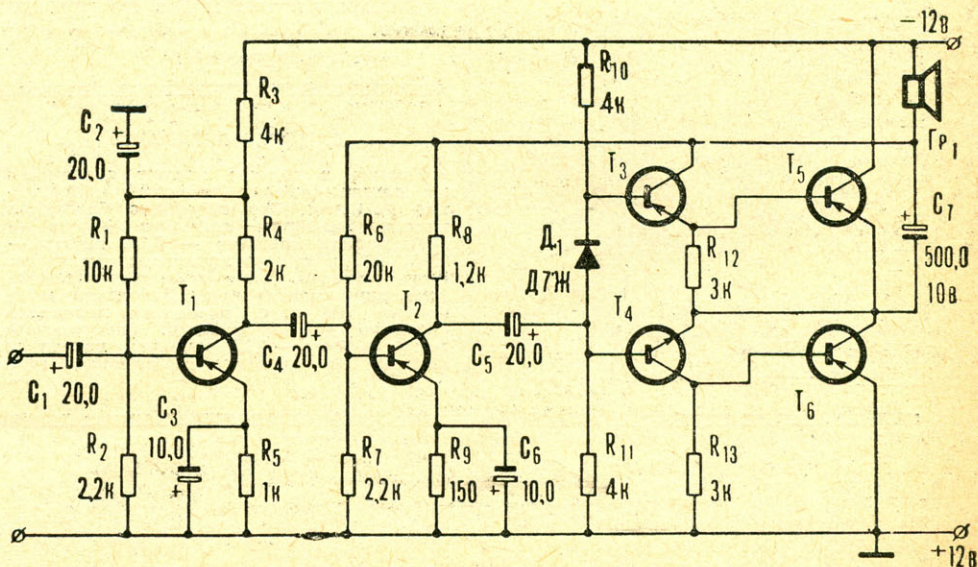 -12в
R10
4к
R3
4к
C2
+
20,0
Гр1
T3
T5
C7
+
500,0
10в
R1
10к
R4
2к
R6
20к
R8
1,2к
Д1
Д7Ж
R12
3к
T1
T2
T4
C4
+
20,0
C5
+
20,0
+
C1
20,0
T6
C3
10,0
+
R2
2,2к
R5
1к
R7
2,2к
R9
150
C6
+
10,0
R11
4к
R13
3к
+12в